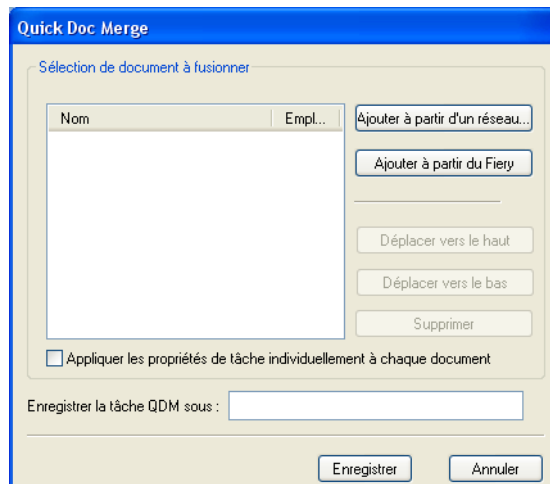 Quick Doc Merge
Sélection de document à fusionner
Nom Empl...
Ajouter à partir d'un réseau...
Ajouter à partir du Fiery
Déplacer vers le haut
Déplacer vers le bas
Supprimer
Appliquer les propriétés de tâche individuellement à chaque document
Enregistrer la tâche QDM sous :
Enregistrer Annuler